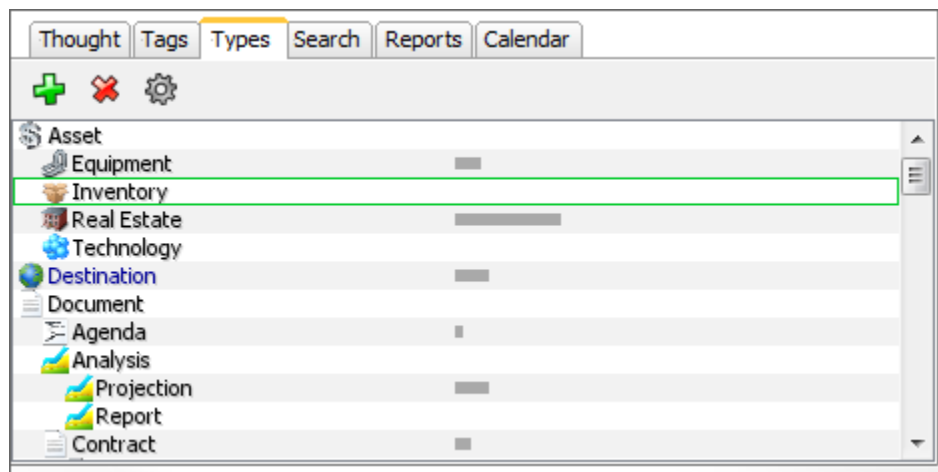 Thought Tags Types Search Reports Calendar
Asset
Equipment
Inventory
Real Estate
Technology
Destination
Document
Agenda
Analysis
Projection
Report
Contract